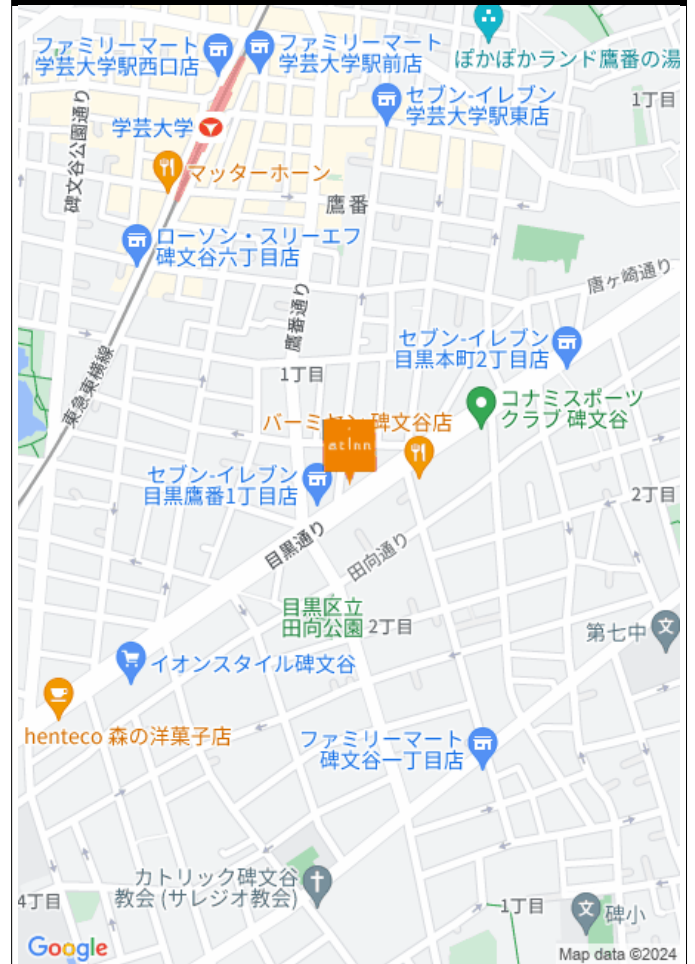 ファミリーマート
学芸大学駅西口店
ファミリーマート
学芸大学駅前店
ぽかぽかランド鷹番の湯
セブン-イレブン
学芸大学駅東店
1丁目
碑文谷公園通り
学芸大学
マッターホーン
鷹番
ローソン・スリーエフ
碑文谷六丁目店
唐ヶ崎通り
鷹番通り
セブン-イレブン
目黒本町2丁目店
東急東横線
1丁目
コナミスポーツ
クラブ 碑文谷
バーミヤン 碑文谷店
at Inn
セブン-イレブン
目黒鷹番1丁目店
2丁目
目黒通り
田向通り
目黒区立
田向公園
2丁目
文
第七中
イオンスタイル碑文谷
henteco 森の洋菓子店
ファミリーマート
碑文谷一丁目店
カトリック碑文谷
教会 (サレジオ教会)
4丁目
1丁目
文
碑小
Google
Map data ©2024